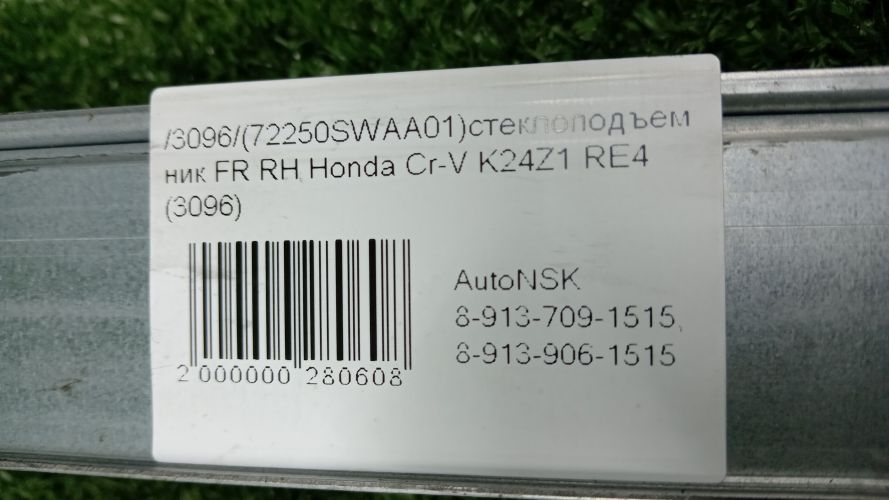 /3096/(72250SWAA01)стеклоподъем
ник FR RH Honda Cr-V K24Z1 RE4
(3096)
AutoNSK
8-913-709-1515,
8-913-906-1515
2 000000 280608